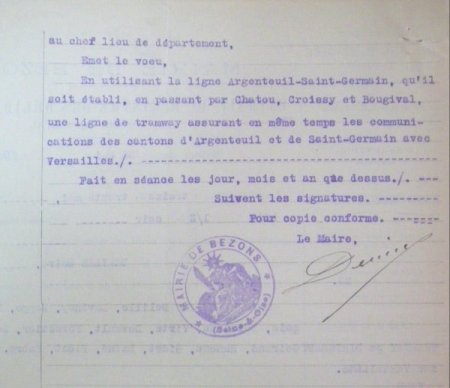 au chef lieu de département,
Emet le voeu,
En utilisant la ligne Argenteuil-Saint-Germain, qu'il
soit établi, en passant par Chatou, Croissy et Bougival,
une ligne de tramway assurant en même temps les communi-
cations des cantons d'Argenteuil et de Saint-Germain avec
Versailles./.--------------------------------
Fait en séance les jour, mois et an que dessus./. -----
Suivent les signatures. --------
Pour copie conforme. -------
Le Maire,
MAIRIE DE BEZONS
(Seine-&-Oise)